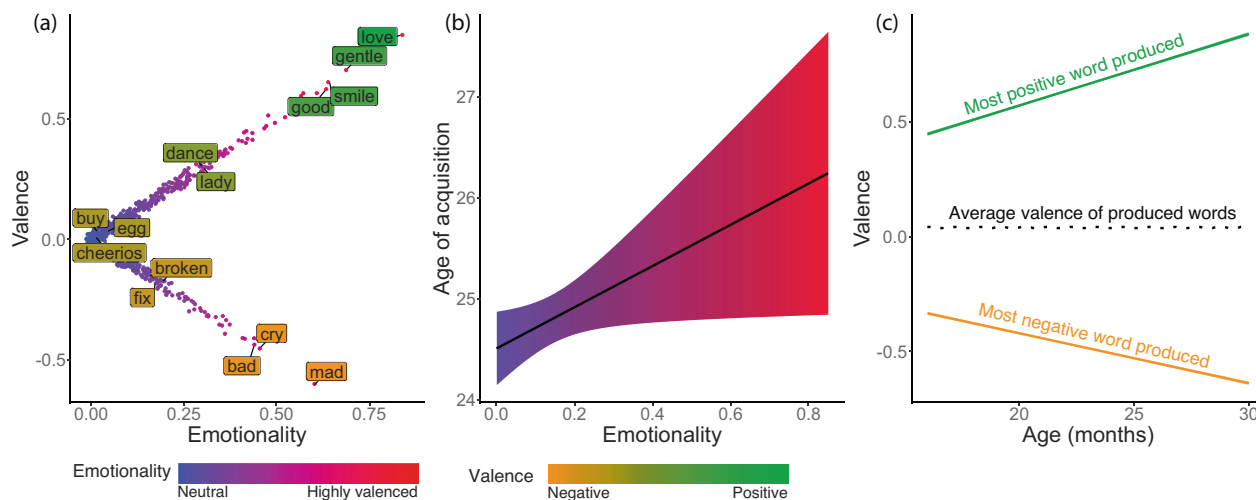 (a)
Valence
0.5
0.0
-0.5
love
gentle
smile
good
dance
lady
buy
egg
cheerios
broken
fix
cry
bad
mad
0.00
0.25
0.50
0.75
Emotionality
(b)
Age of acquisition
27
26
25
24
0.0
0.2
0.4
0.6
0.8
Emotionality
(c)
Valence
0.5
0.0
-0.5
Most positive word produced
Average valence of produced words
Most negative word produced
20
25
30
Age (months)
Emotionality
Neutral
Highly valenced
Valence
Negative
Positive